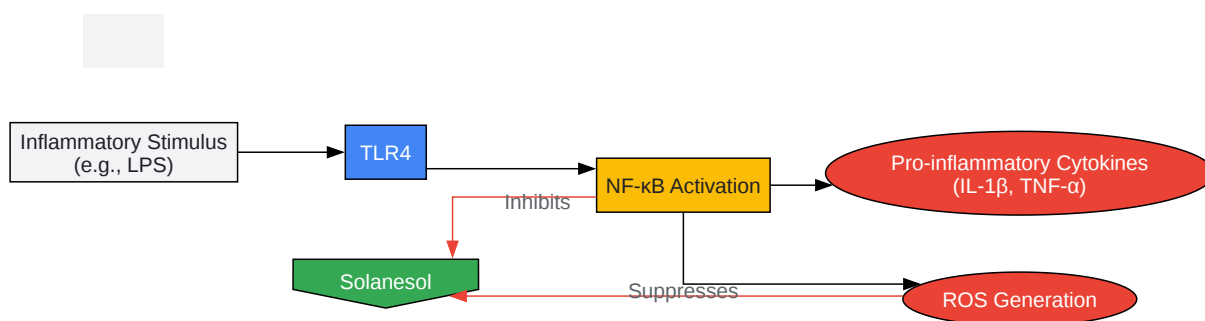 Inflammatory Stimulus
(e.g., LPS)
TLR4
NF-κB Activation
Pro-inflammatory Cytokines
(IL-1β, TNF-α)
Inhibits
Solanesol
Suppresses
ROS Generation